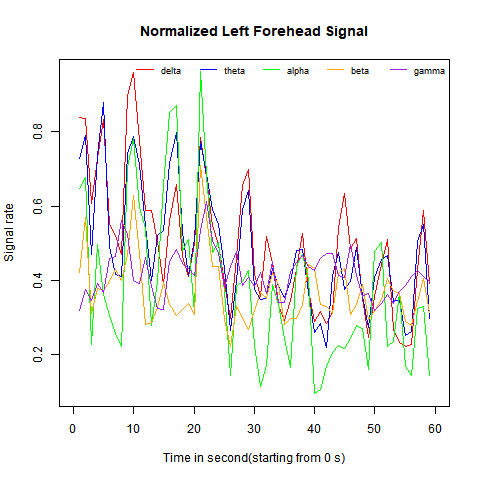 Normalized Left Forehead Signal
delta theta alpha beta gamma
Signal rate
0.8
0.6
0.4
0.2
0 10 20 30 40 50 60
Time in second(starting from 0 s)